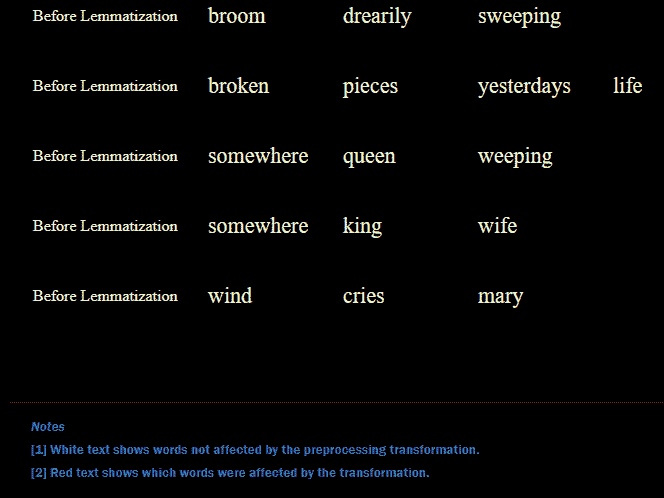 Before Lemmatization broom drearily sweeping
Before Lemmatization broken pieces yesterdays life
Before Lemmatization somewhere queen weeping
Before Lemmatization somewhere king wife
Before Lemmatization wind cries mary
Notes
[1] White text shows words not affected by the preprocessing transformation.
[2] Red text shows which words were affected by the transformation.